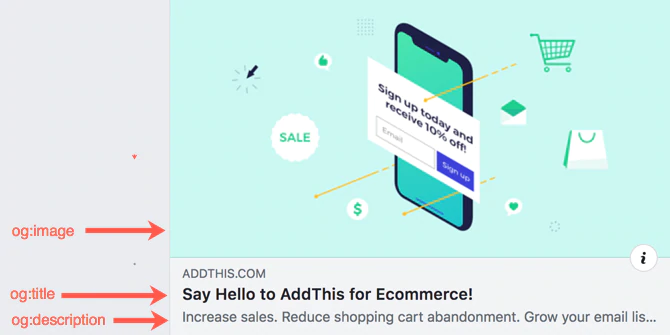 Sign up today and
receive 10% off!
Email
Sign up
SALE
$
og:image
i
ADDTHIS.COM
og:title
Say Hello to AddThis for Ecommerce!
og:description
Increase sales. Reduce shopping cart abandonment. Grow your email lis...